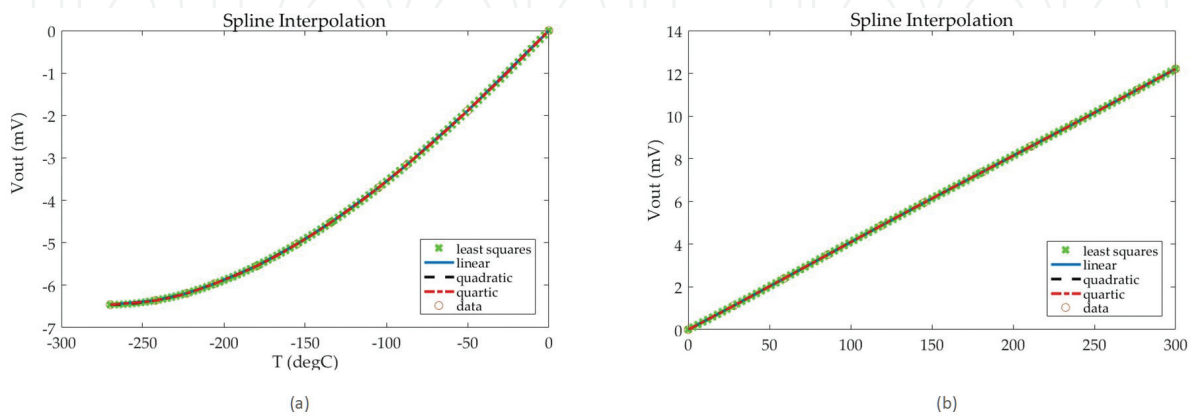 Spline Interpolation
0
-1
-2
-3
-4
-5
-6
-7
Vout (mV)
least squares
linear
quadratic
quartic
data
-300
-250
-200
-150
-100
-50
0
T (degC)
(a)
Spline Interpolation
14
12
10
8
6
4
2
0
Vout (mV)
least squares
linear
quadratic
quartic
data
0
50
100
150
200
250
300
(b)